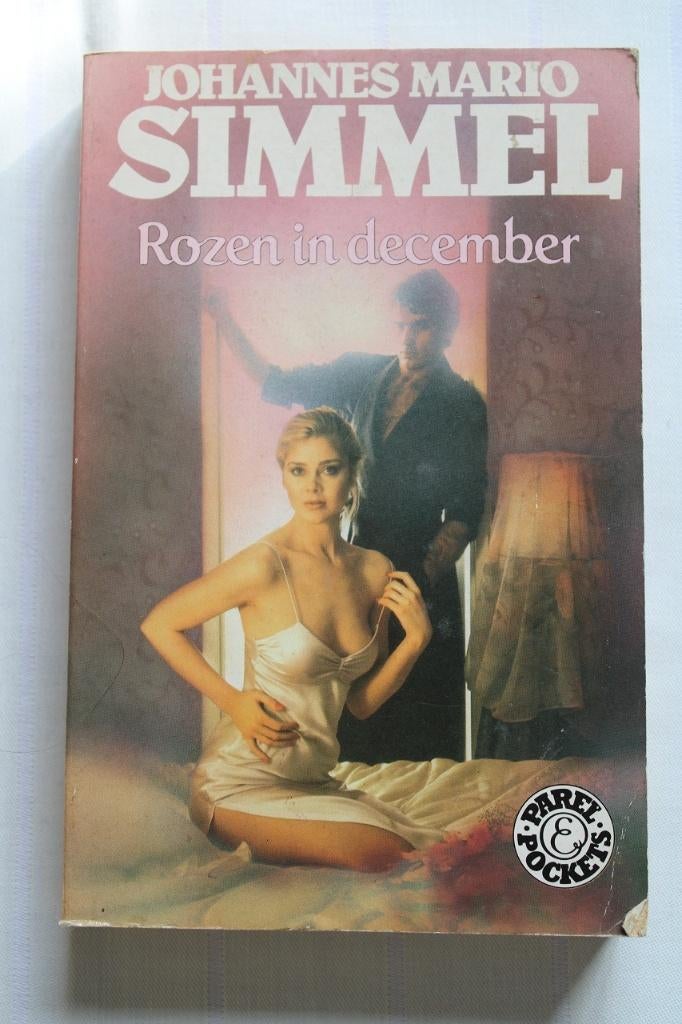 JOHANNES MARIO
SIMMEL
Rozen in december
· PAREL ·
POCKETS